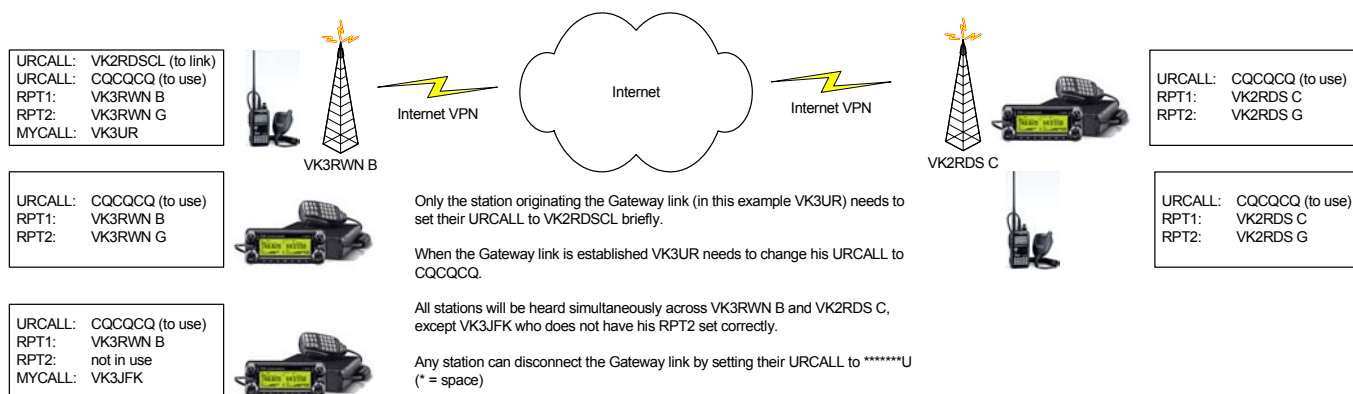 URCALL: VK2RDSCL (to link)
URCALL: CQCQCQ (to use)
RPT1: VK3RWN B
RPT2: VK3RWN G
MYCALL: VK3UR
VK3RWN B
Internet VPN
Internet
Internet VPN
VK2RDS C
URCALL: CQCQCQ (to use)
RPT1: VK2RDS C
RPT2: VK2RDS G
URCALL: CQCQCQ (to use)
RPT1: VK3RWN B
RPT2: VK3RWN G
Only the station originating the Gateway link (in this example VK3UR) needs to
set their URCALL to VK2RDSCL briefly.
When the Gateway link is established VK3UR needs to change his URCALL to
CQCQCQ.
All stations will be heard simultaneously across VK3RWN B and VK2RDS C,
except VK3JFK who does not have his RPT2 set correctly.
Any station can disconnect the Gateway link by setting their URCALL to *******U
(* = space)
URCALL: CQCQCQ (to use)
RPT1: VK2RDS C
RPT2: VK2RDS G
URCALL: CQCQCQ (to use)
RPT1: VK3RWN B
RPT2: not in use
MYCALL: VK3JFK